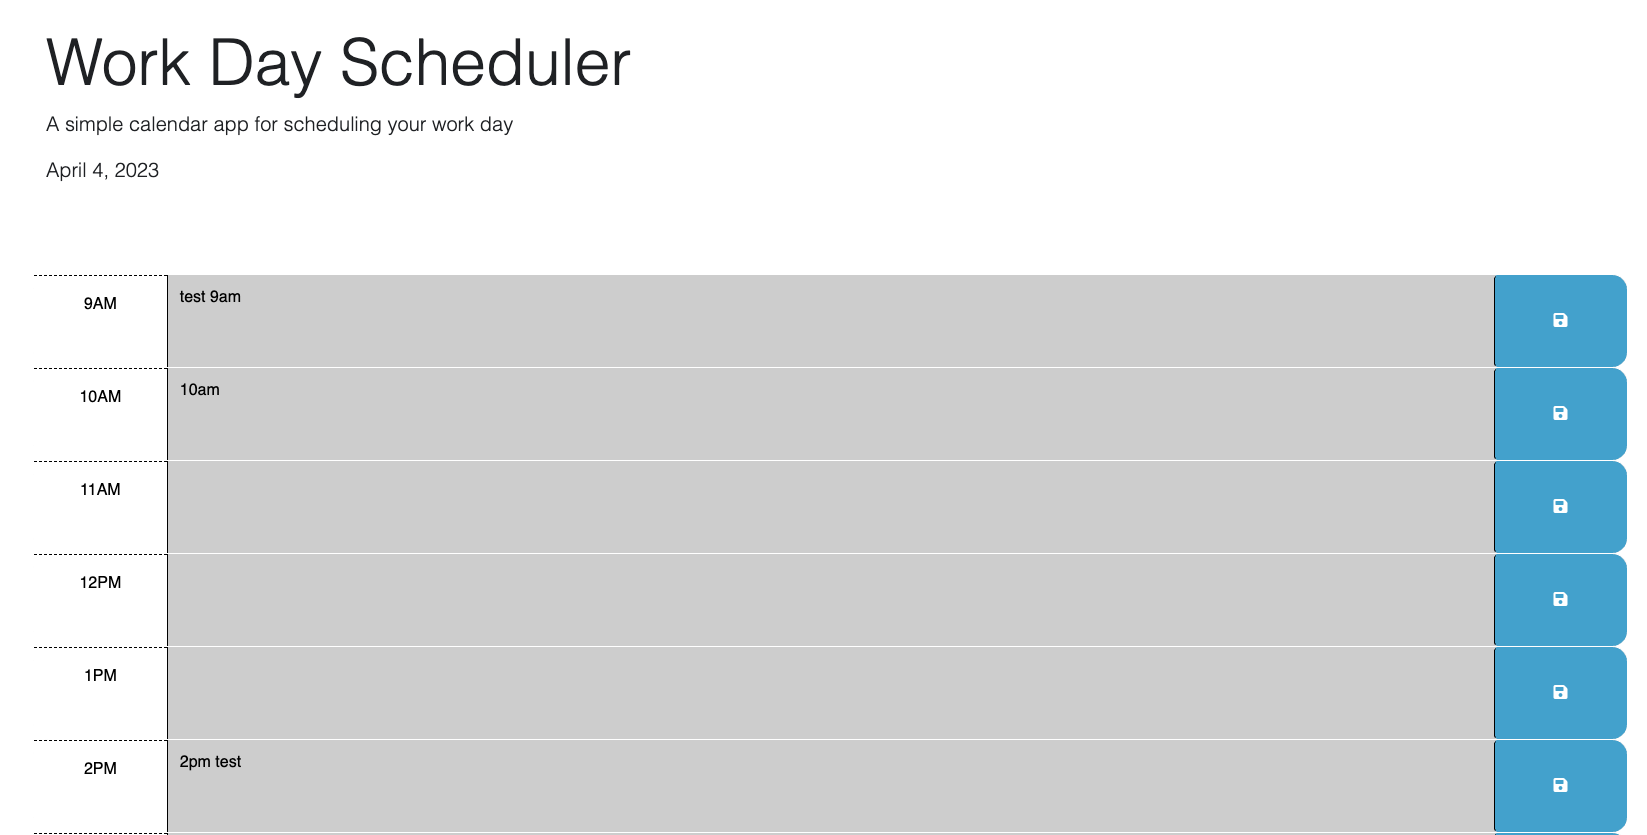 Work Day Scheduler
A simple calendar app for scheduling your work day
April 4, 2023
9AM
test 9am
10AM
10am
11AM
12PM
1PM
2PM
2pm test